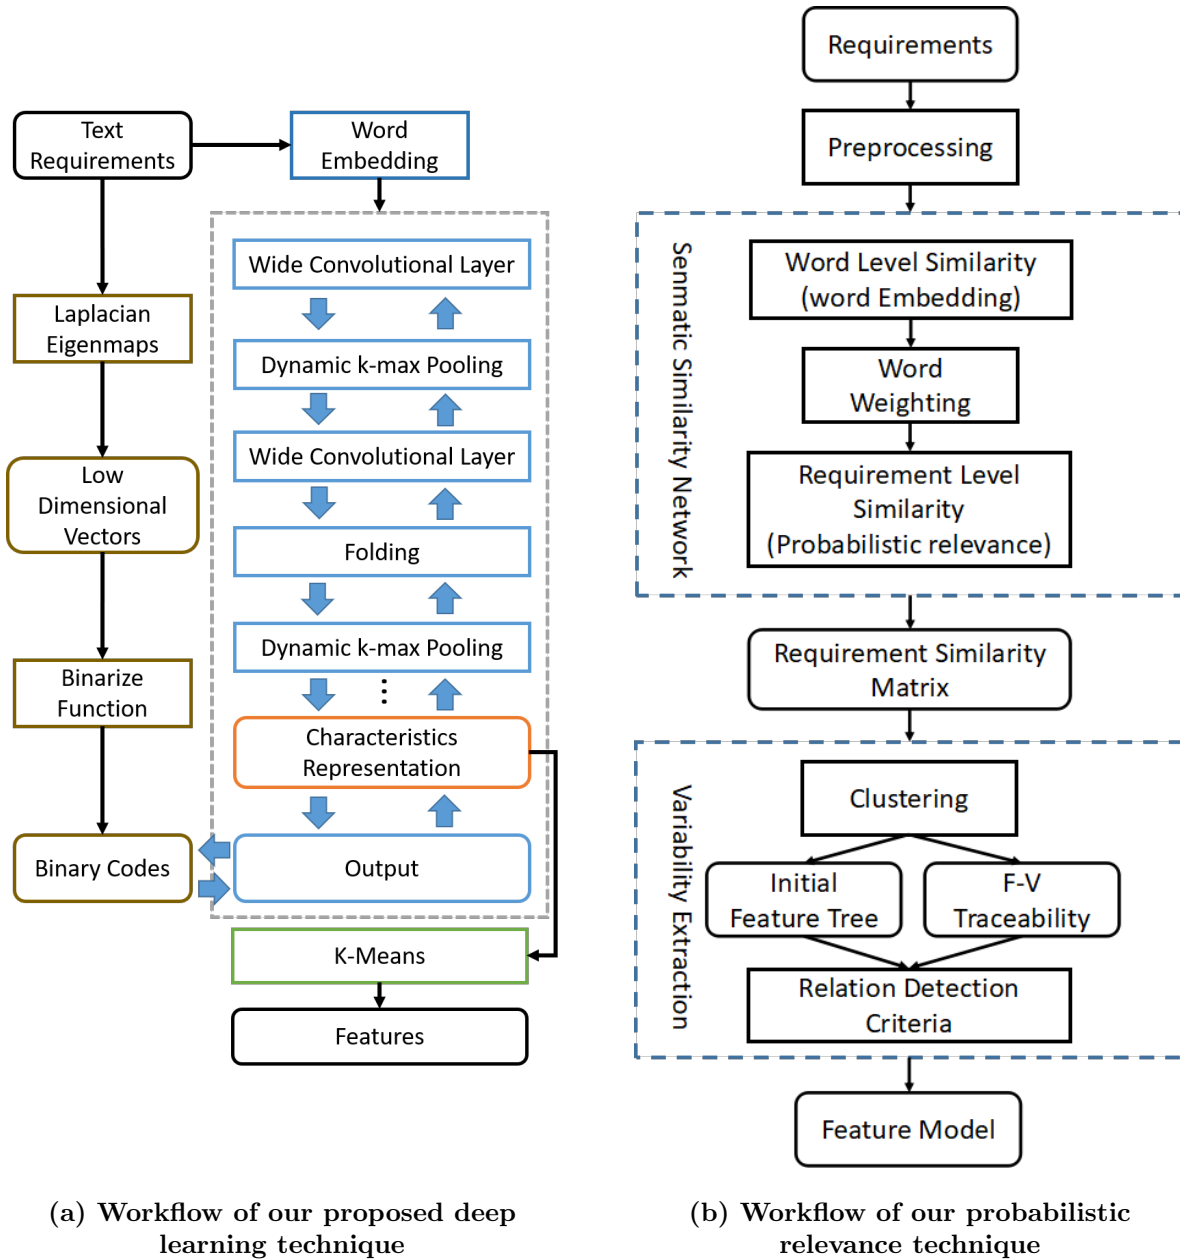 Text
Requirements
Word
Embedding
Wide Convolutional Layer
Dynamic k-max Pooling
Wide Convolutional Layer
Folding
Dynamic k-max Pooling
...
Characteristics
Representation
Output
Laplacian
Eigenmaps
Low
Dimensional
Vectors
Binarize
Function
Binary Codes
K-Means
Features
(a) Workflow of our proposed deep
learning technique
Requirements
Preprocessing
Senmatic Similarity Network
Word Level Similarity
(word Embedding)
Word
Weighting
Requirement Level
Similarity
(Probabilistic relevance)
Requirement Similarity
Matrix
Variability Extraction
Clustering
Initial
Feature Tree
F-V
Traceability
Relation Detection
Criteria
Feature Model
(b) Workflow of our probabilistic
relevance technique